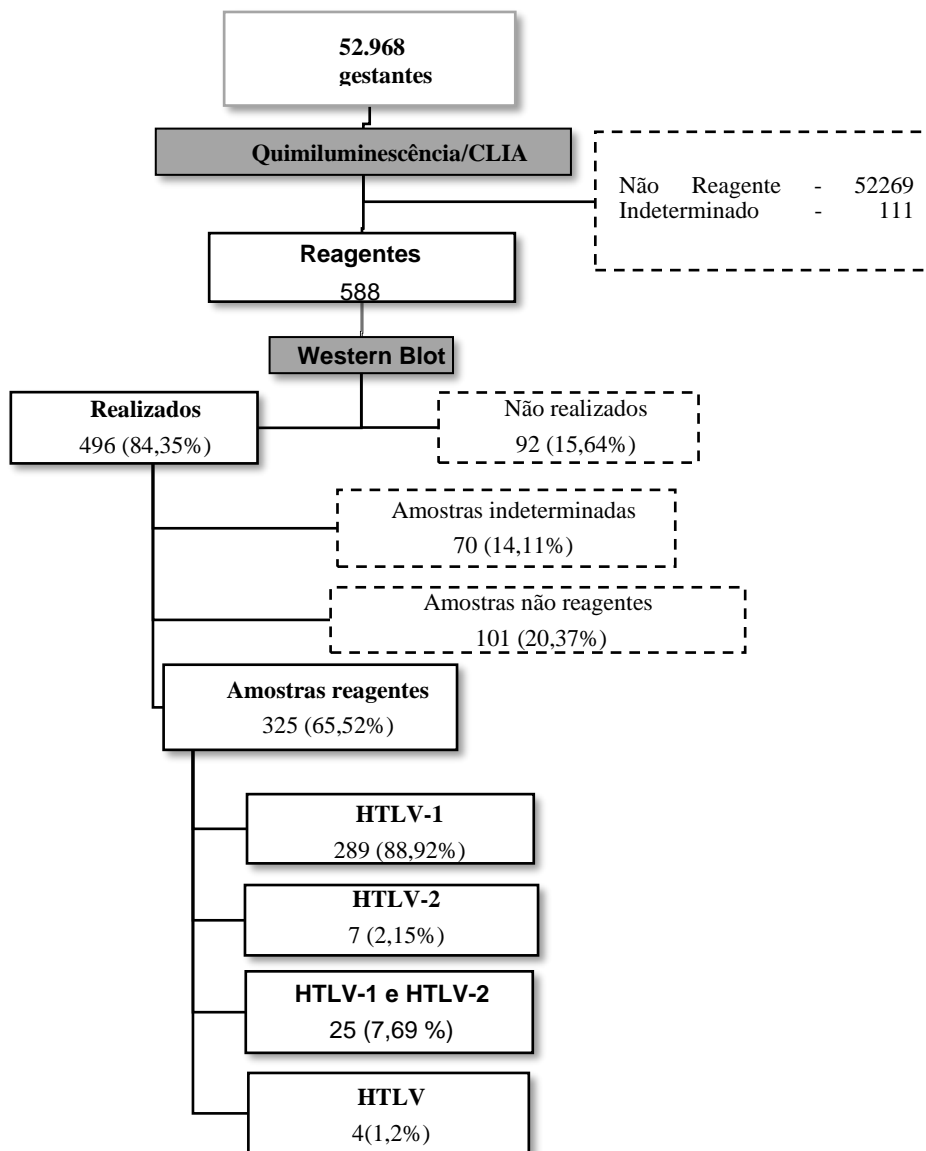 52.968
gestantes
Quimiluminescência/CLIA
Não Reagente - 52269
Indeterminado - 111
Reagentes
588
Western Blot
Realizados
496 (84,35%)
Não realizados
92 (15,64%)
Amostras indeterminadas
70 (14,11%)
Amostras não reagentes
101 (20,37%)
Amostras reagentes
325 (65,52%)
HTLV-1
289 (88,92%)
HTLV-2
7 (2,15%)
HTLV-1 e HTLV-2
25 (7,69 %)
HTLV
4(1,2%)